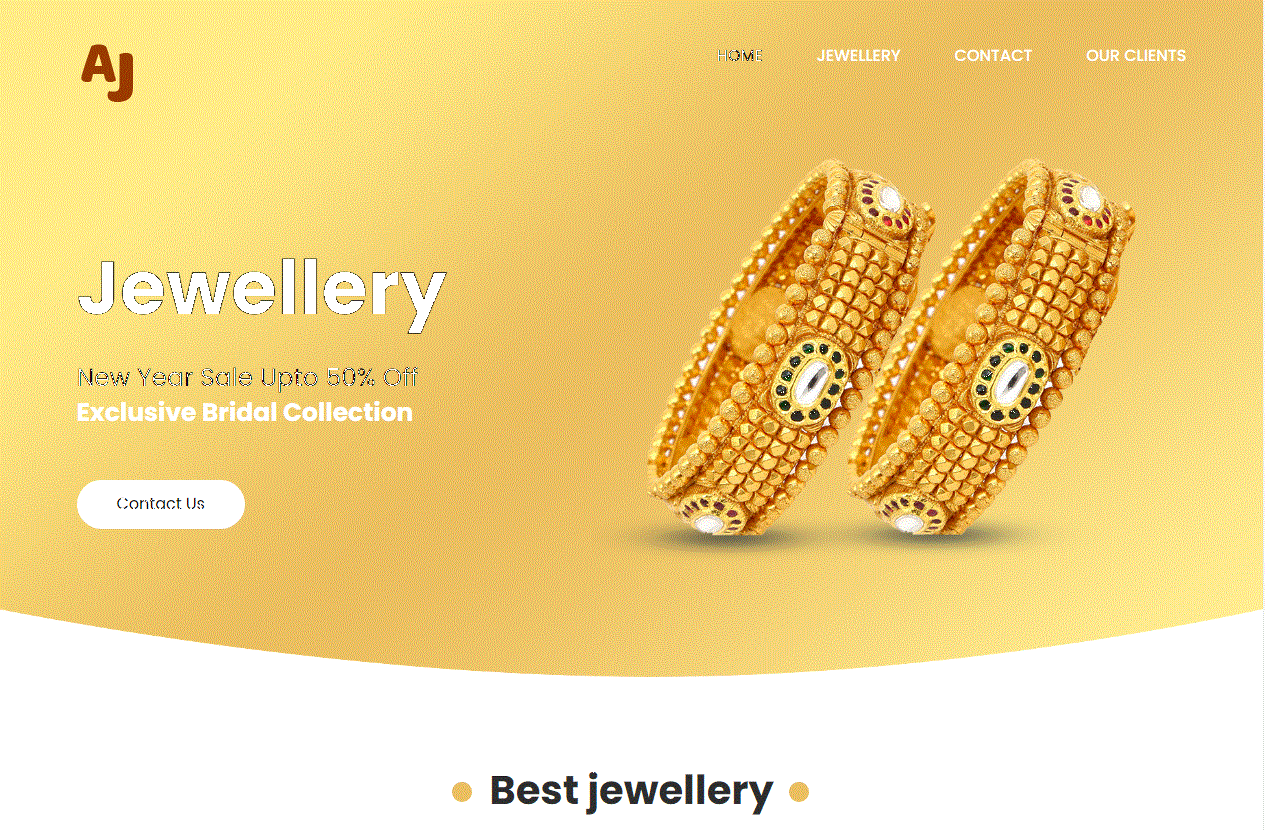 AJ
HOME JEWELLERY CONTACT OUR CLIENTS
Jewellery
New Year Sale Upto 50% Off
Exclusive Bridal Collection
Contact Us
Best jewellery